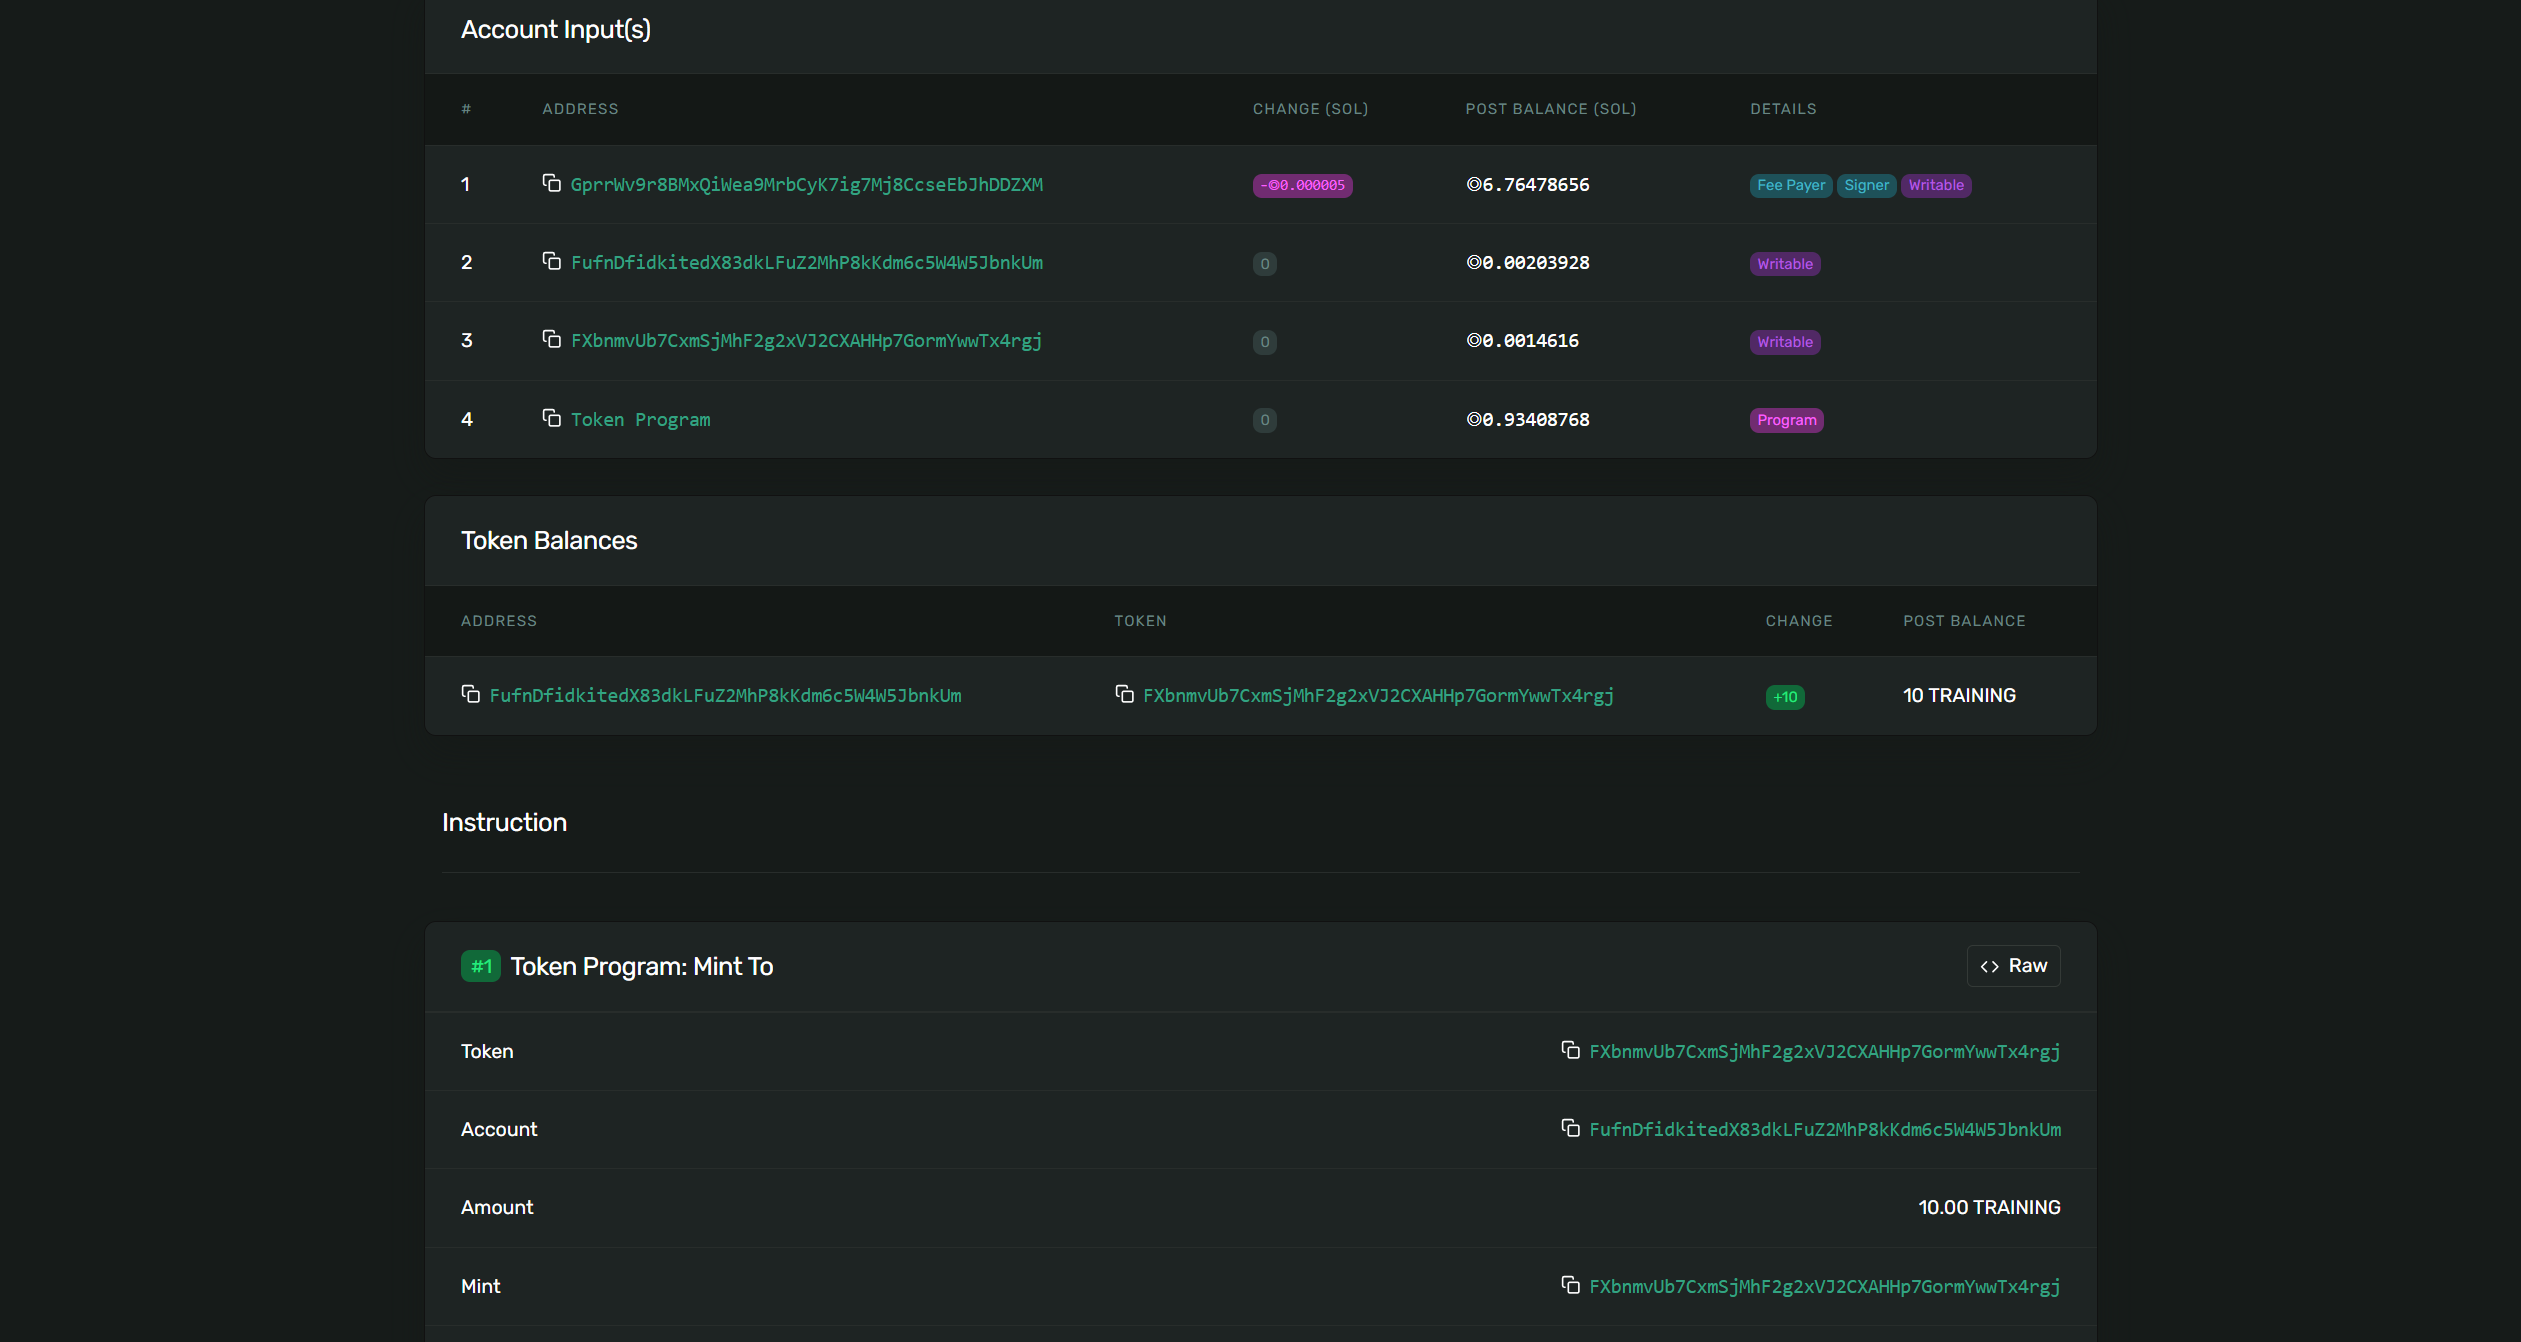 Account Input(s)
# ADDRESS CHANGE (SOL) POST BALANCE (SOL) DETAILS
1 GprrWv9r8BMxQiWea9MrbCyK7ig7Mj8CcseEbJhDDZXM -◎0.000005 ◎6.76478656 Fee Payer Signer Writable
2 FufnDfidkitedX83dkLFuZ2MhP8kKdm6c5W4W5JbnkUm 0 ◎0.00203928 Writable
3 FXbnmvUb7CxmSjMhF2g2xVJ2CXAHHp7GormYwwTx4rgj 0 ◎0.0014616 Writable
4 Token Program 0 ◎0.93408768 Program
Token Balances
ADDRESS TOKEN CHANGE POST BALANCE
FufnDfidkitedX83dkLFuZ2MhP8kKdm6c5W4W5JbnkUm FXbnmvUb7CxmSjMhF2g2xVJ2CXAHHp7GormYwwTx4rgj +10 10 TRAINING
Instruction
#1 Token Program: Mint To <> Raw
Token FXbnmvUb7CxmSjMhF2g2xVJ2CXAHHp7GormYwwTx4rgj
Account FufnDfidkitedX83dkLFuZ2MhP8kKdm6c5W4W5JbnkUm
Amount 10.00 TRAINING
Mint FXbnmvUb7CxmSjMhF2g2xVJ2CXAHHp7GormYwwTx4rgj